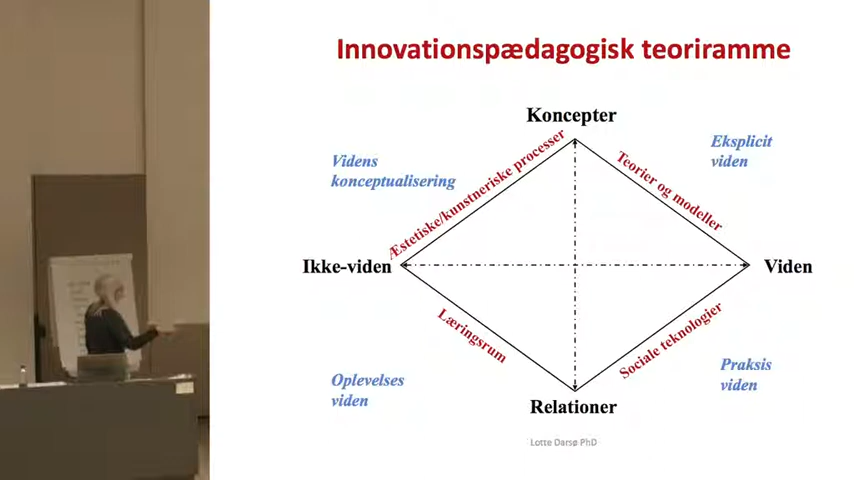 Innovationspædagogisk teoriramme
Koncepter
Eksplicit
viden
Videns
konceptualisering
Æstetiske/kunstneriske processer
Teorier og modeller
Ikke-viden
Viden
Læringsrum
Sociale teknologier
Oplevelses
viden
Praksis
viden
Relationer
Lotte Darsø PhD